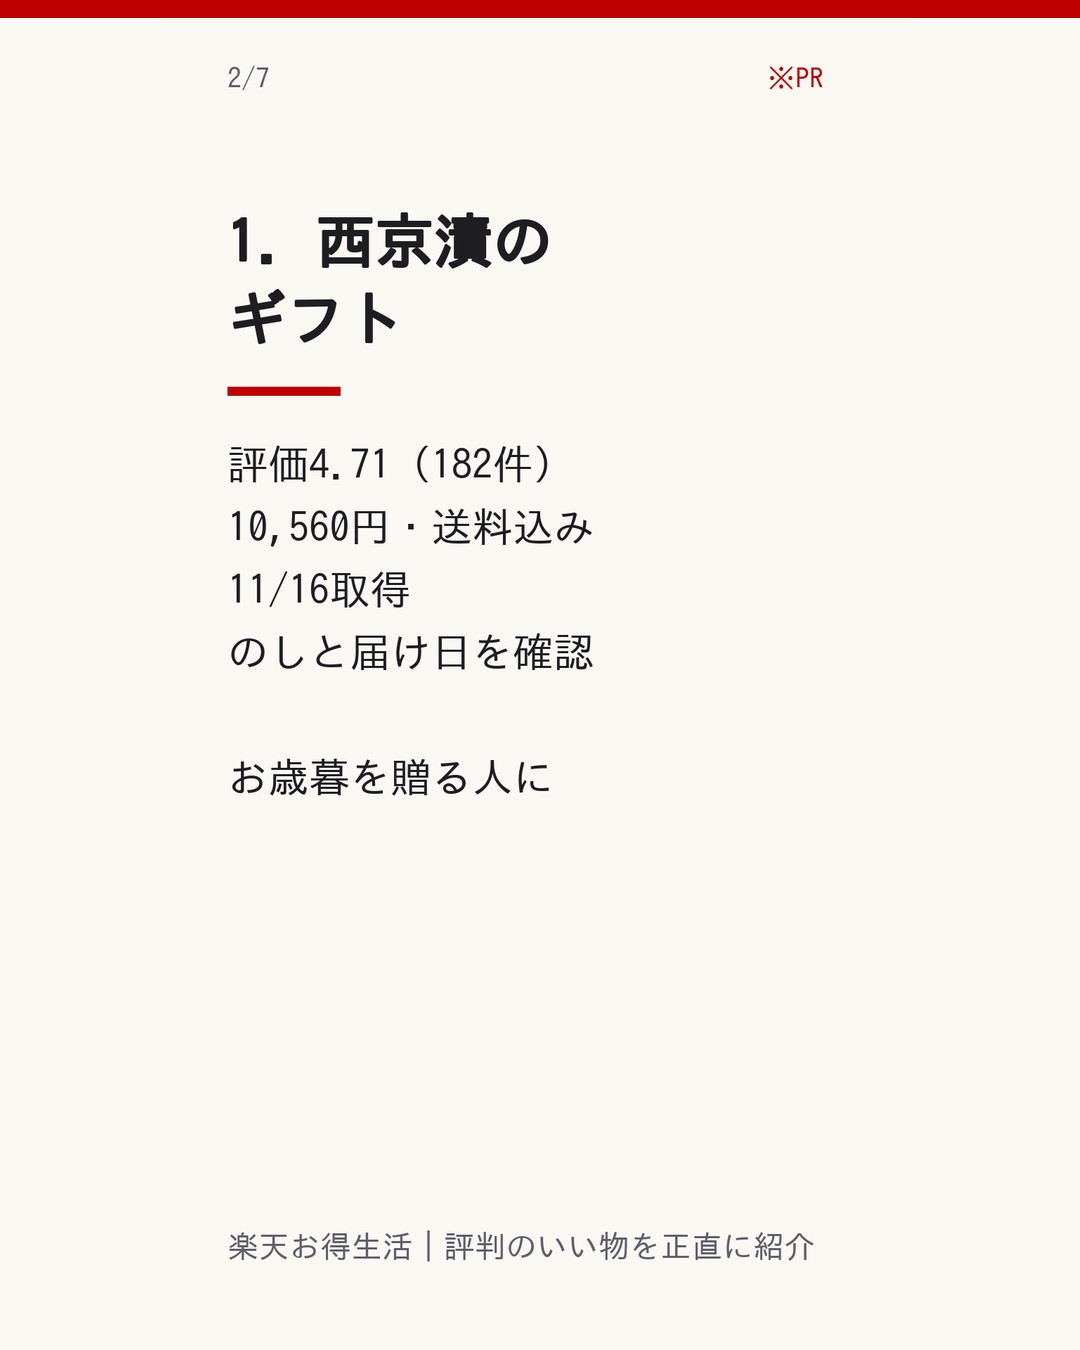 2/7
※PR
1. 西京漬の
ギフト
評価4.71（182件）
10,560円・送料込み
11/16取得
のしと届け日を確認
お歳暮を贈る人に
楽天お得生活｜評判のいい物を正直に紹介